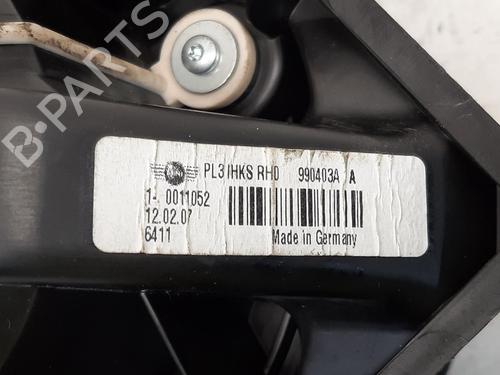 B-PARTS
PL3 IHKS RHD 990403A A
1-. 0011052
12.02.07
6411
Made in Germany